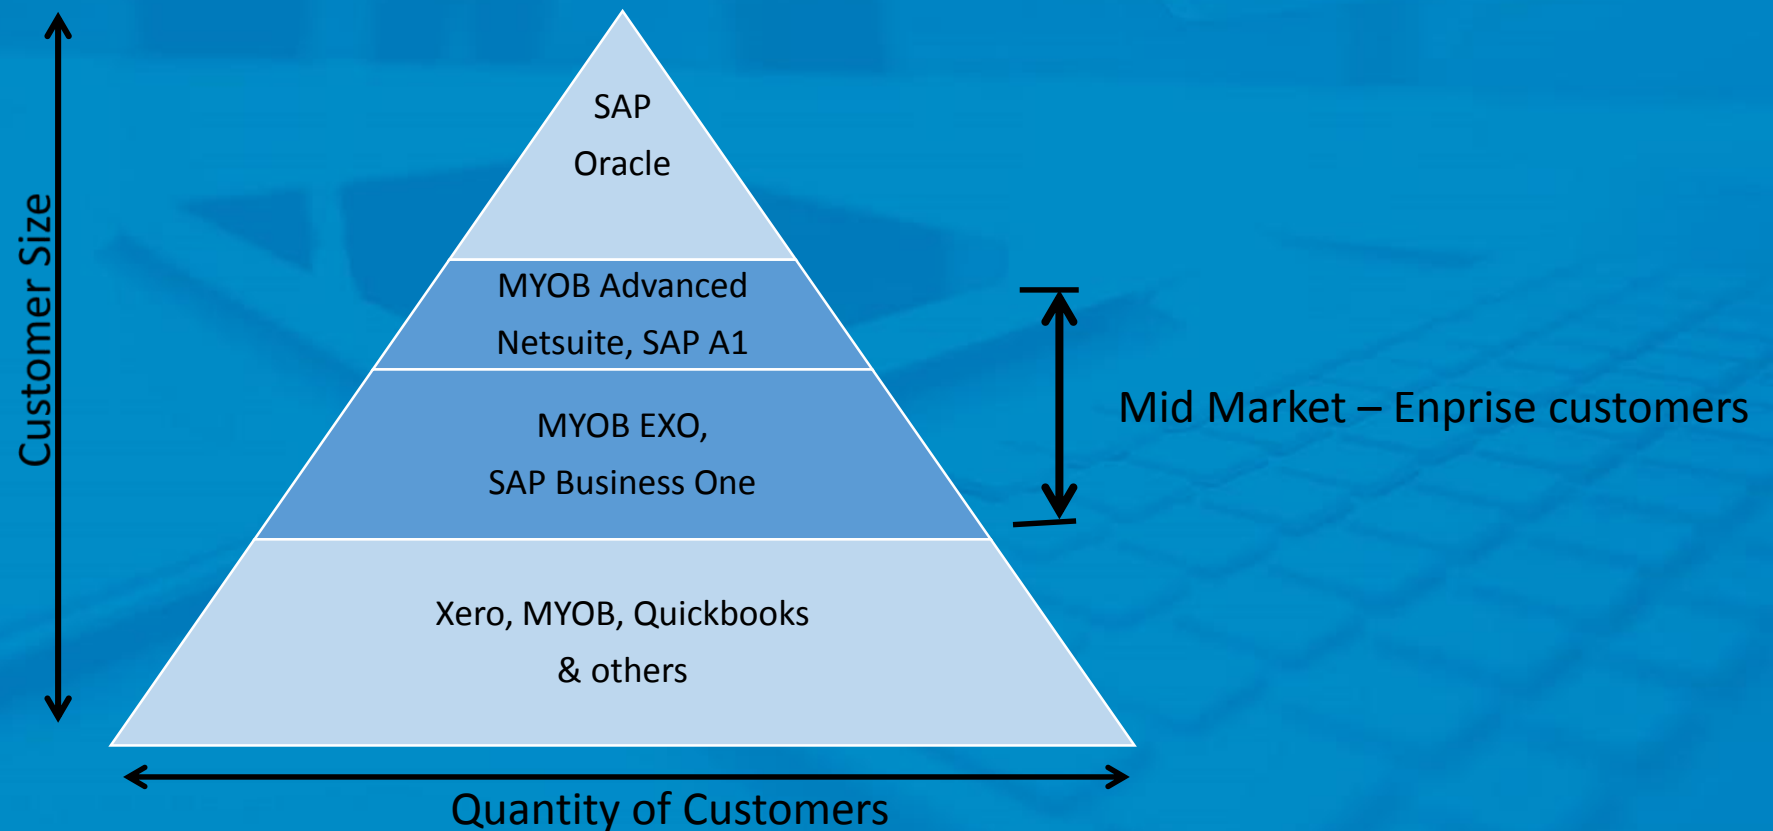 SAP
Oracle
Customer Size
MYOB Advanced
Netsuite, SAP A1
MYOB EXO,
SAP Business One
Mid Market – Enprise customers
Xero, MYOB, Quickbooks
& others
Quantity of Customers